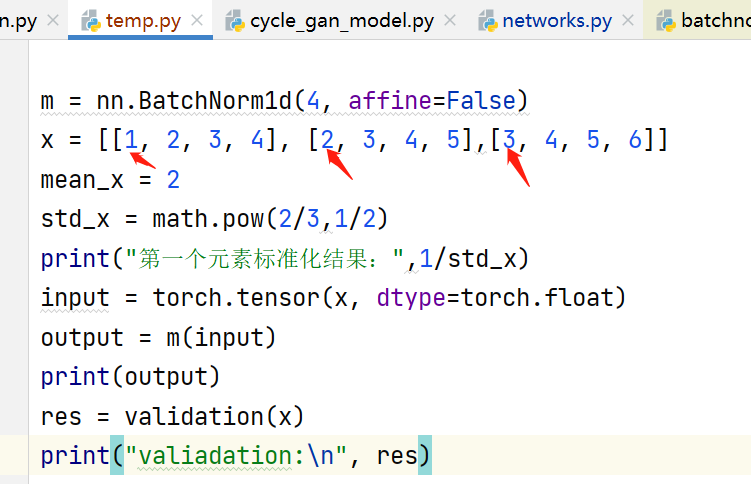 n.py temp.py cycle_gan_model.py networks.py batchno
m = nn.BatchNorm1d(4, affine=False)
x = [[1, 2, 3, 4], [2, 3, 4, 5],[3, 4, 5, 6]]
mean_x = 2
std_x = math.pow(2/3,1/2)
print("第一个元素标准化结果：",1/std_x)
input = torch.tensor(x, dtype=torch.float)
output = m(input)
print(output)
res = validation(x)
print("valiadation:\n", res)